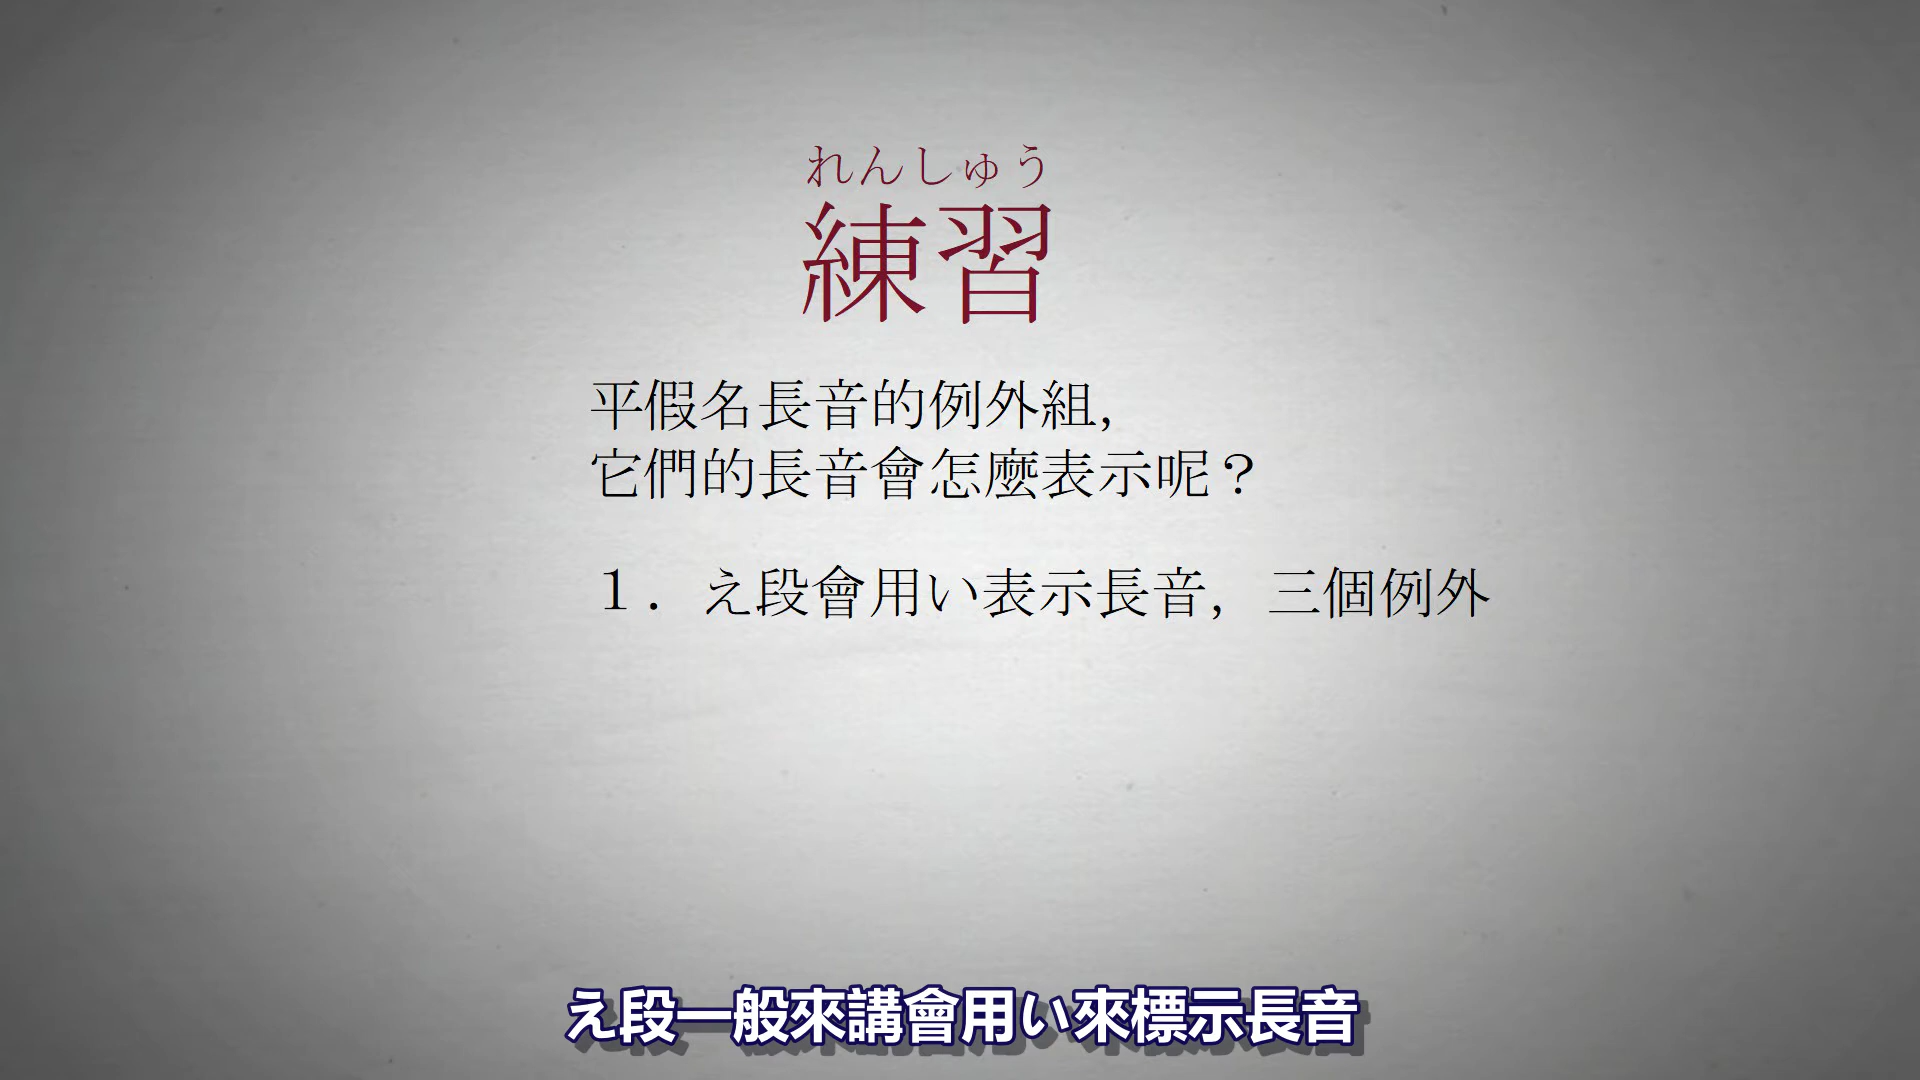 れんしゅう
練習
平假名長音的例外組，
它們的長音會怎麼表示呢？
１．え段會用い表示長音，三個例外
え段一般來講會用い來標示長音